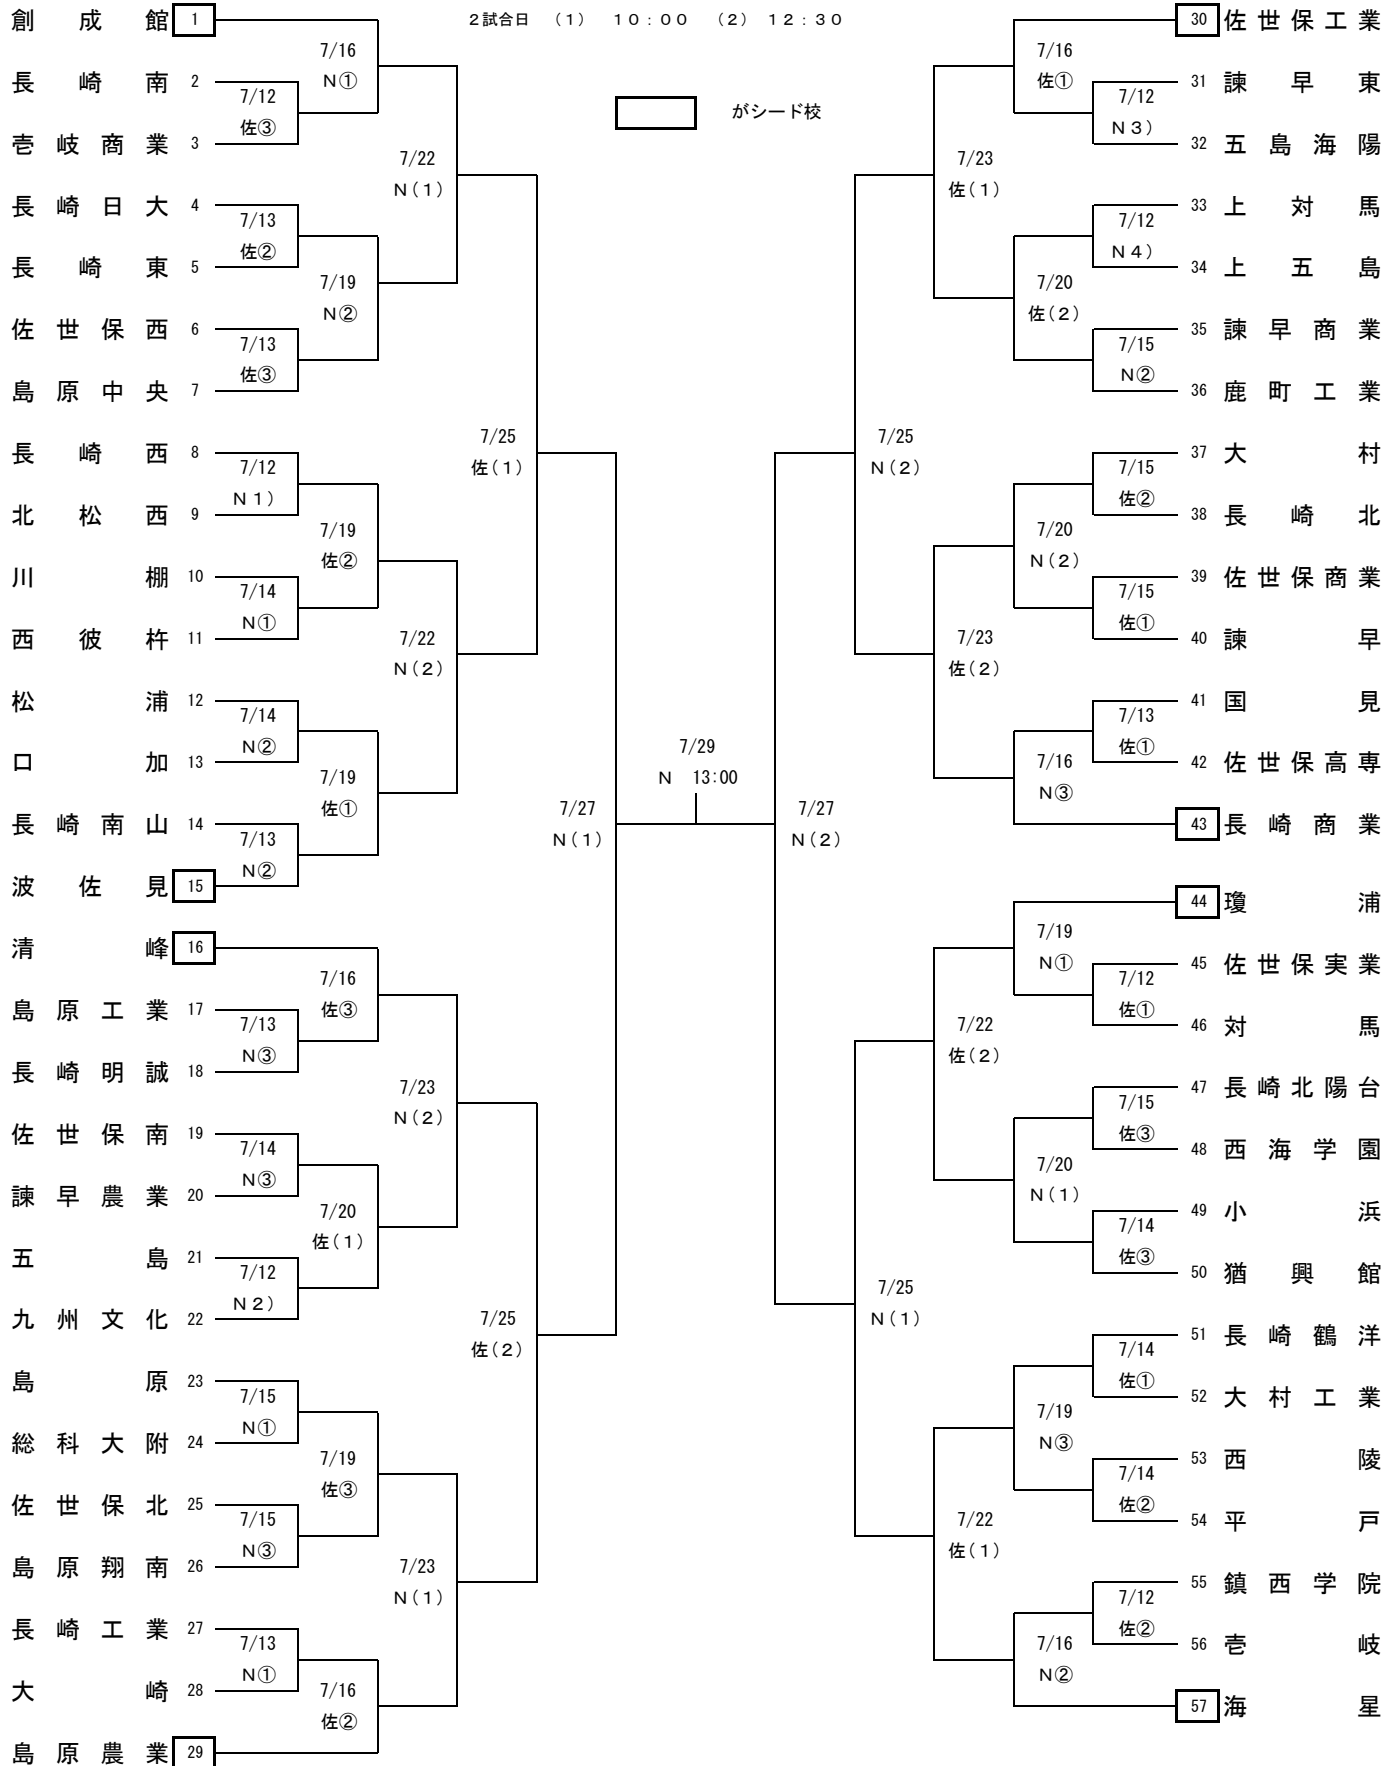 ２試合日 （１） １０：００ （２） １２：３０
がシード校
創成館 1
長崎南 2
壱岐商業 3
長崎日大 4
長崎東 5
佐世保西 6
島原中央 7
長崎西 8
北松西 9
川棚 10
西彼杵 11
松浦 12
口加 13
長崎南山 14
波佐見 15
清峰 16
島原工業 17
長崎明誠 18
佐世保南 19
諫早農業 20
五島 21
九州文化 22
島原 23
総科大附 24
佐世保北 25
島原翔南 26
長崎工業 27
大崎 28
島原農業 29
7/12
佐③
7/13
佐②
7/13
佐③
7/12
Ｎ１）
7/14
Ｎ①
7/14
Ｎ②
7/13
Ｎ②
7/13
Ｎ③
7/14
Ｎ③
7/12
Ｎ２）
7/15
Ｎ①
7/15
Ｎ③
7/13
Ｎ①
7/16
Ｎ①
7/19
Ｎ②
7/19
佐②
7/19
佐①
7/16
佐③
7/20
佐（１）
7/19
佐③
7/16
佐②
7/22
Ｎ（１）
7/22
Ｎ（２）
7/23
Ｎ（２）
7/23
Ｎ（１）
7/25
佐（１）
7/25
佐（２）
7/27
Ｎ（１）
7/29
Ｎ 13:00
7/27
Ｎ（２）
7/25
Ｎ（２）
7/25
Ｎ（１）
7/23
佐（１）
7/23
佐（２）
7/22
佐（２）
7/22
佐（１）
7/16
佐①
7/20
佐（２）
7/20
Ｎ（２）
7/16
Ｎ③
7/19
Ｎ①
7/20
Ｎ（１）
7/19
Ｎ③
7/16
Ｎ②
7/12
Ｎ３）
7/12
Ｎ４）
7/15
Ｎ②
7/15
佐②
7/15
佐①
7/13
佐①
7/12
佐①
7/15
佐③
7/14
佐③
7/14
佐①
7/14
佐②
7/12
佐②
30 佐世保工業
31 諫早東
32 五島海陽
33 上対馬
34 上五島
35 諫早商業
36 鹿町工業
37 大村
38 長崎北
39 佐世保商業
40 諫早
41 国見
42 佐世保高専
43 長崎商業
44 瓊浦
45 佐世保実業
46 対馬
47 長崎北陽台
48 西海学園
49 小浜
50 猶興館
51 長崎鶴洋
52 大村工業
53 西陵
54 平戸
55 鎮西学院
56 壱岐
57 海星